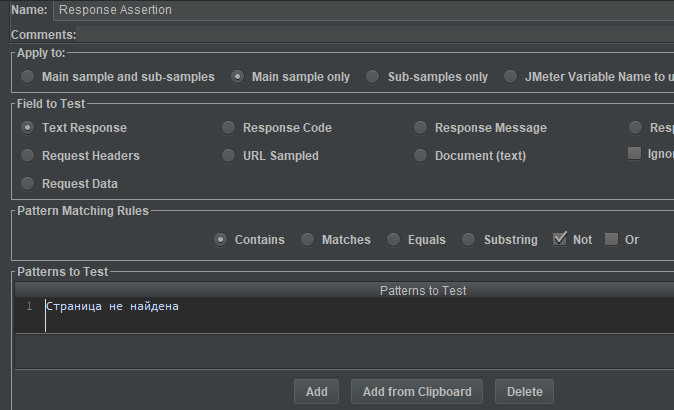 Name: Response Assertion
Comments:
Apply to:
Main sample and sub-samples Main sample only Sub-samples only JMeter Variable Name to u
Field to Test
Text Response Response Code Response Message Resp
Request Headers URL Sampled Document (text) Ignor
Request Data
Pattern Matching Rules
Contains Matches Equals Substring Not Or
Patterns to Test
Patterns to Test
1 Страница не найдена
Add Add from Clipboard Delete